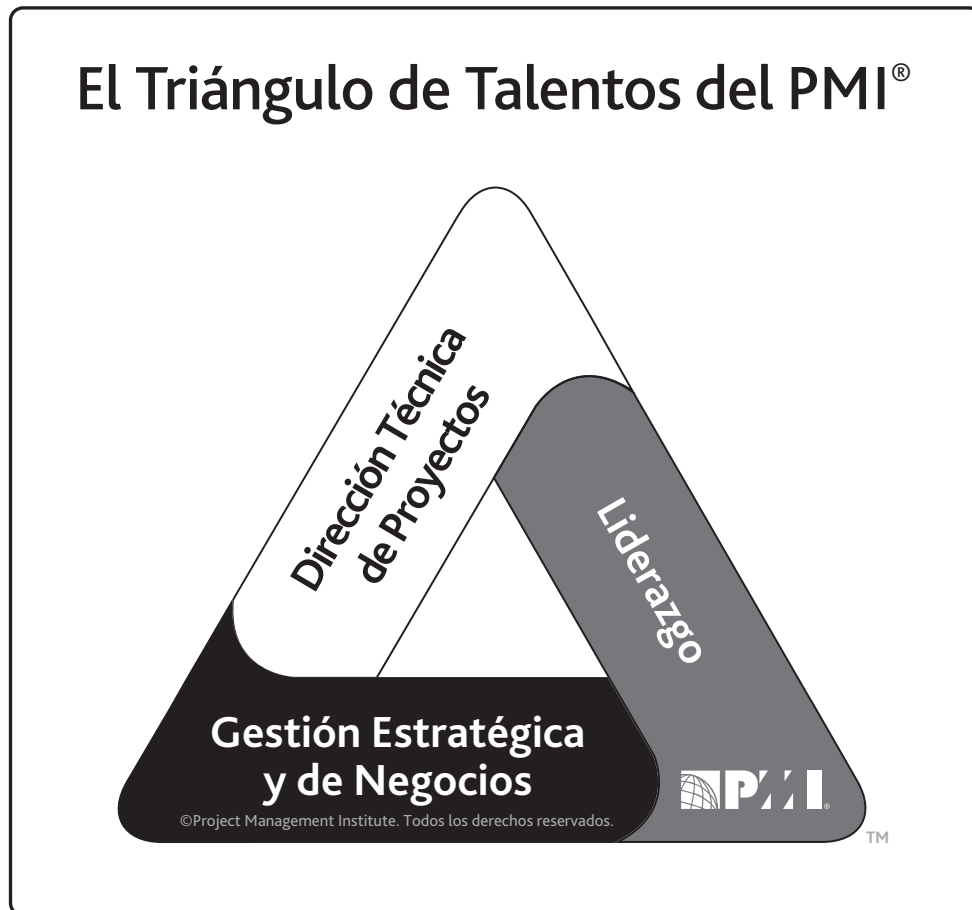 El Triángulo de Talentos del PMI®
Dirección Técnica
de Proyectos
Liderazgo
Gestión Estratégica
y de Negocios
©Project Management Institute. Todos los derechos reservados.
PMI®
TM